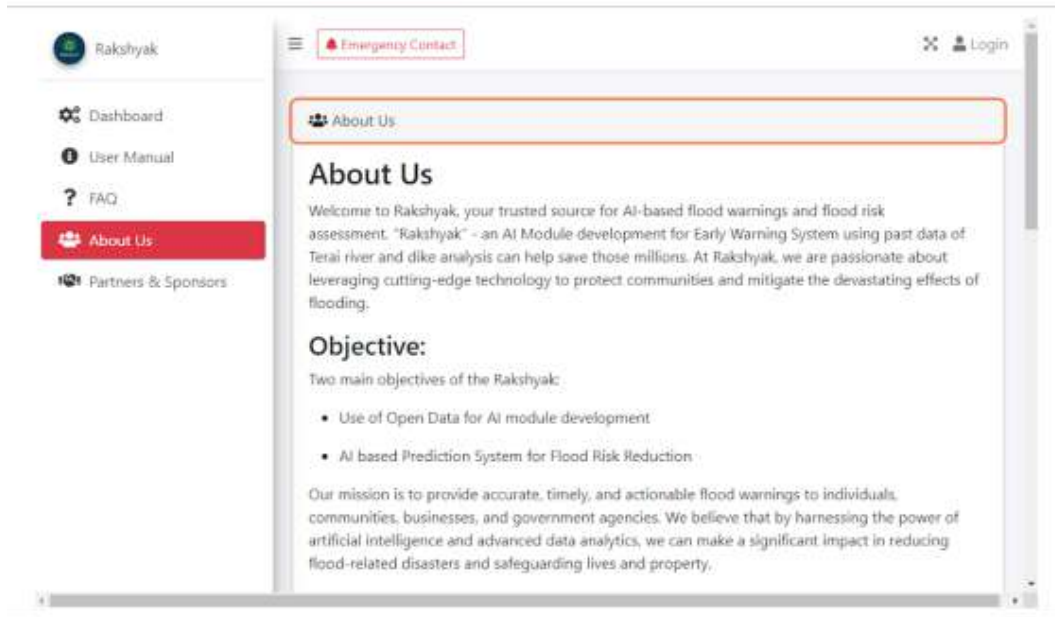 Rakshyak
Emergency Contact
Login
Dashboard
User Manual
FAQ
About Us
Partners & Sponsors
About Us
About Us
Welcome to Rakshyak, your trusted source for AI-based flood warnings and flood risk
assessment. "Rakshyak" - an AI Module development for Early Warning System using past data of
Terai river and dike analysis can help save those millions. At Rakshyak, we are passionate about
leveraging cutting-edge technology to protect communities and mitigate the devastating effects of
flooding.
Objective:
Two main objectives of the Rakshyak:
• Use of Open Data for AI module development
• AI based Prediction System for Flood Risk Reduction
Our mission is to provide accurate, timely, and actionable flood warnings to individuals,
communities, businesses, and government agencies. We believe that by harnessing the power of
artificial intelligence and advanced data analytics, we can make a significant impact in reducing
flood-related disasters and safeguarding lives and property.